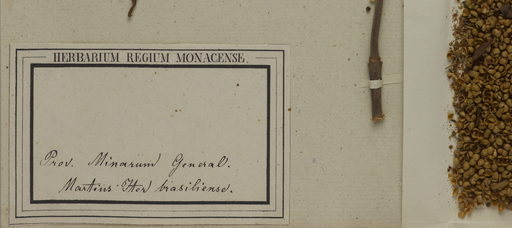 HERBARIUM REGIUM MONACENSE.
Prov. Minarum General.
Martius Iter brasiliense.